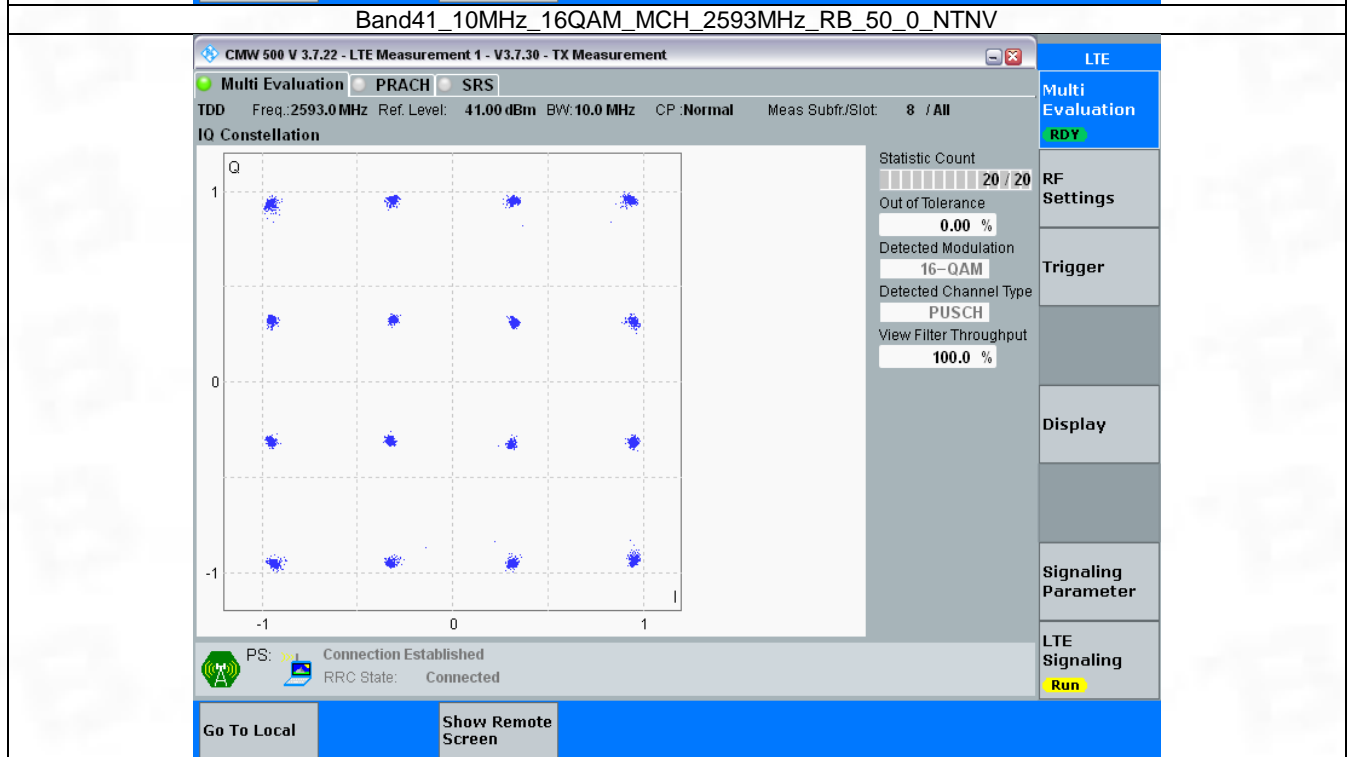 Band41_10MHz_16QAM_MCH_2593MHz_RB_50_0_NTNV
CMW 500 V 3.7.22 - LTE Measurement 1 - V3.7.30 - TX Measurement
LTE
Multi Evaluation PRACH SRS
TDD Freq.:2593.0 MHz Ref. Level: 41.00 dBm BW:10.0 MHz CP :Normal Meas Subfr./Slot: 8 / All
IQ Constellation
Q
1
0
-1
I
-1 0 1
Statistic Count
20 / 20
Out of Tolerance
0.00 %
Detected Modulation
16-QAM
Detected Channel Type
PUSCH
View Filter Throughput
100.0 %
Multi
Evaluation
RDY
RF
Settings
Trigger
Display
Signaling
Parameter
LTE
Signaling
Run
PS: Connection Established
RRC State: Connected
Go To Local
Show Remote
Screen